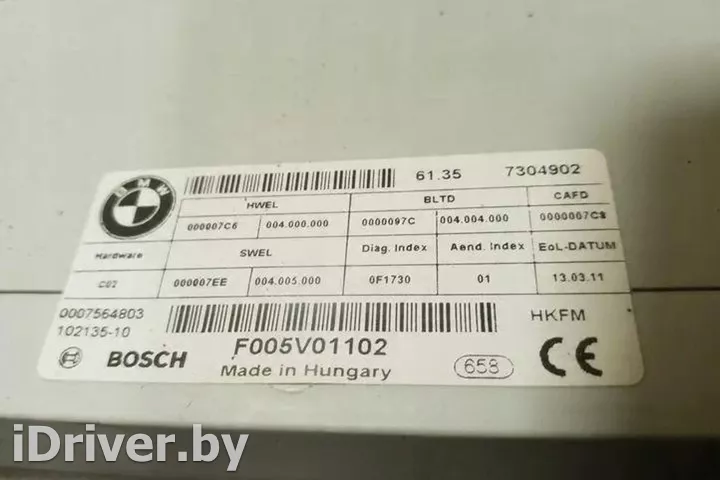 BMW
61.35 7304902
HWEL BLTD CAFD
000007C6 004.000.000 0000097C 004.004.000 0000007C8
Hardware SWEL Diag. Index Aend. Index EoL-DATUM
C02 000007EE 004.005.000 0F1730 01 13.03.11
0007564803 HKFM
102135-10
BOSCH F005V01102 658 CE
Made in Hungary
iDriver.by